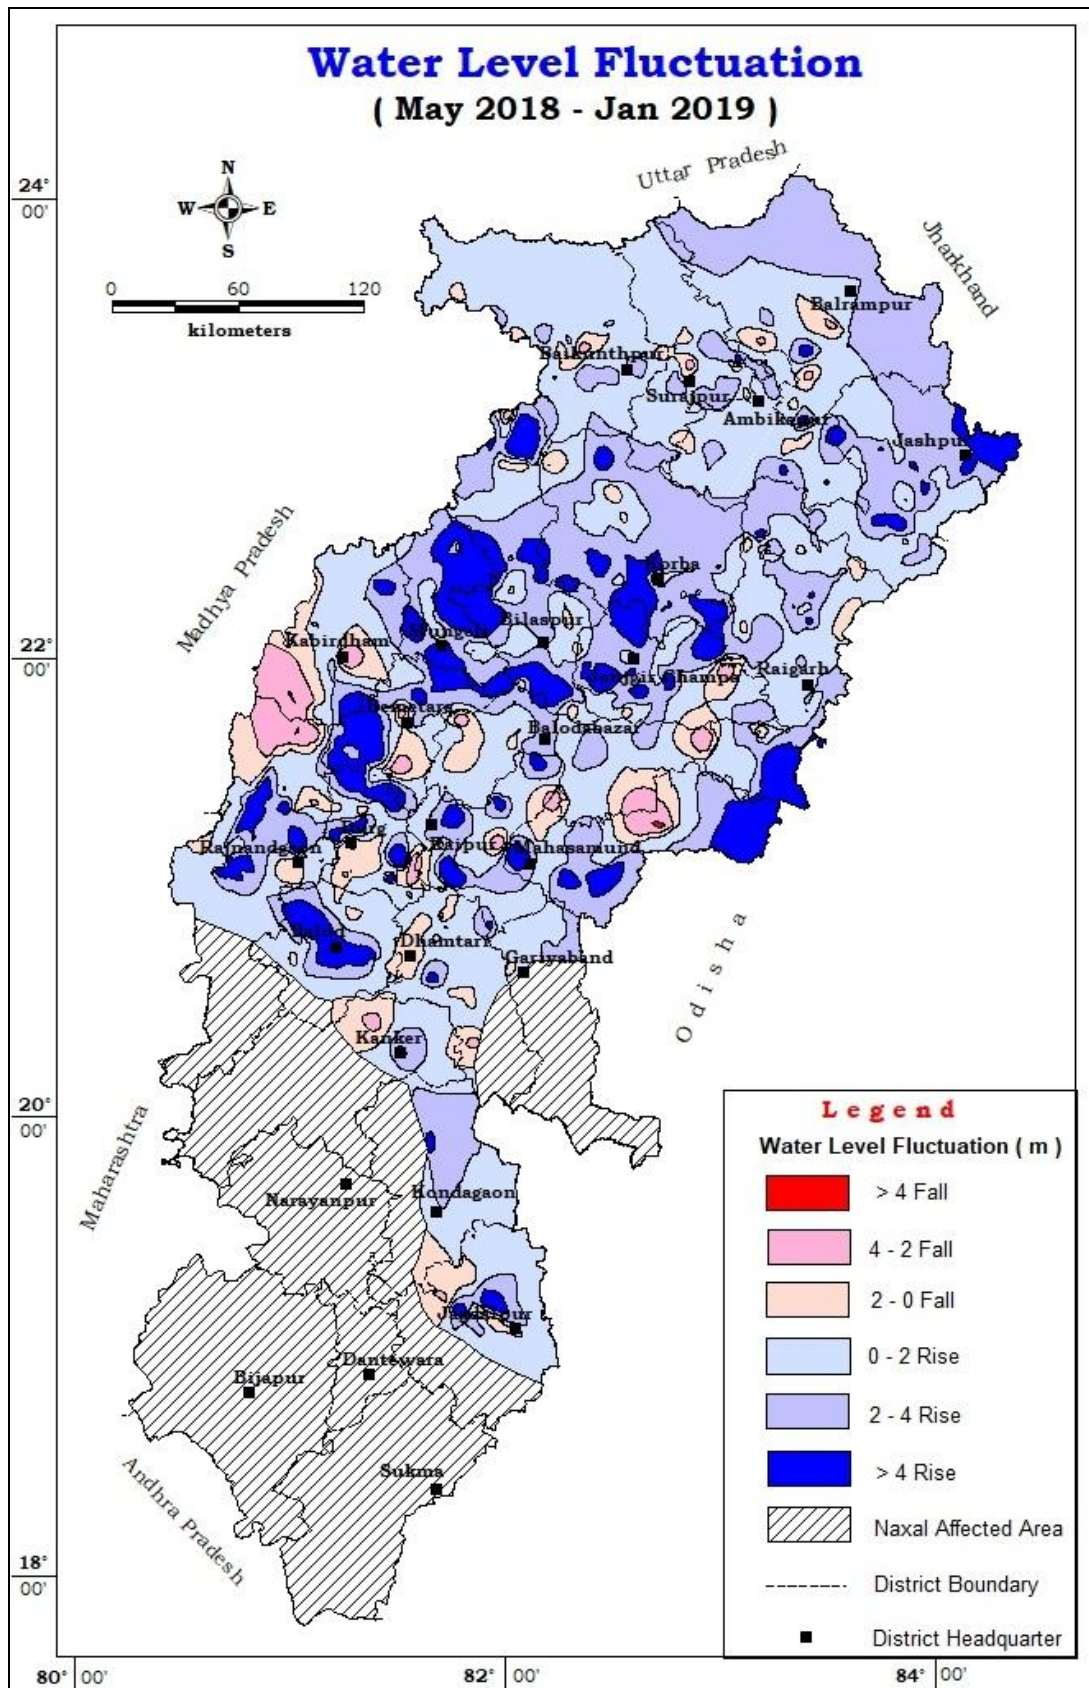 Water Level Fluctuation
( May 2018 - Jan 2019 )
Uttar Pradesh
24°
00'
N
W E
S
Jharkhand
0 60 120
kilometers
Balrampur
Baikunthpur
Surajpur
Ambikapur
Jashpur
Madhya Pradesh
Korba
Bilaspur
Mungeli
Kabirdham
22°
00'
Janjgir Champa
Raigarh
Bemetara
Balodabazar
Durg
Raipur
Mahasamund
Rajnandgaon
Balod
Dhamtari
Gariyaband
Odisha
Kanker
20°
00'
Maharashtra
Narayanpur
Kondagaon
Jagdalpur
Dantewara
Bijapur
Sukma
Andhra Pradesh
18°
00'
Legend
Water Level Fluctuation ( m )
> 4 Fall
4 - 2 Fall
2 - 0 Fall
0 - 2 Rise
2 - 4 Rise
> 4 Rise
Naxal Affected Area
District Boundary
District Headquarter
80° 00' 82° 00' 84° 00'